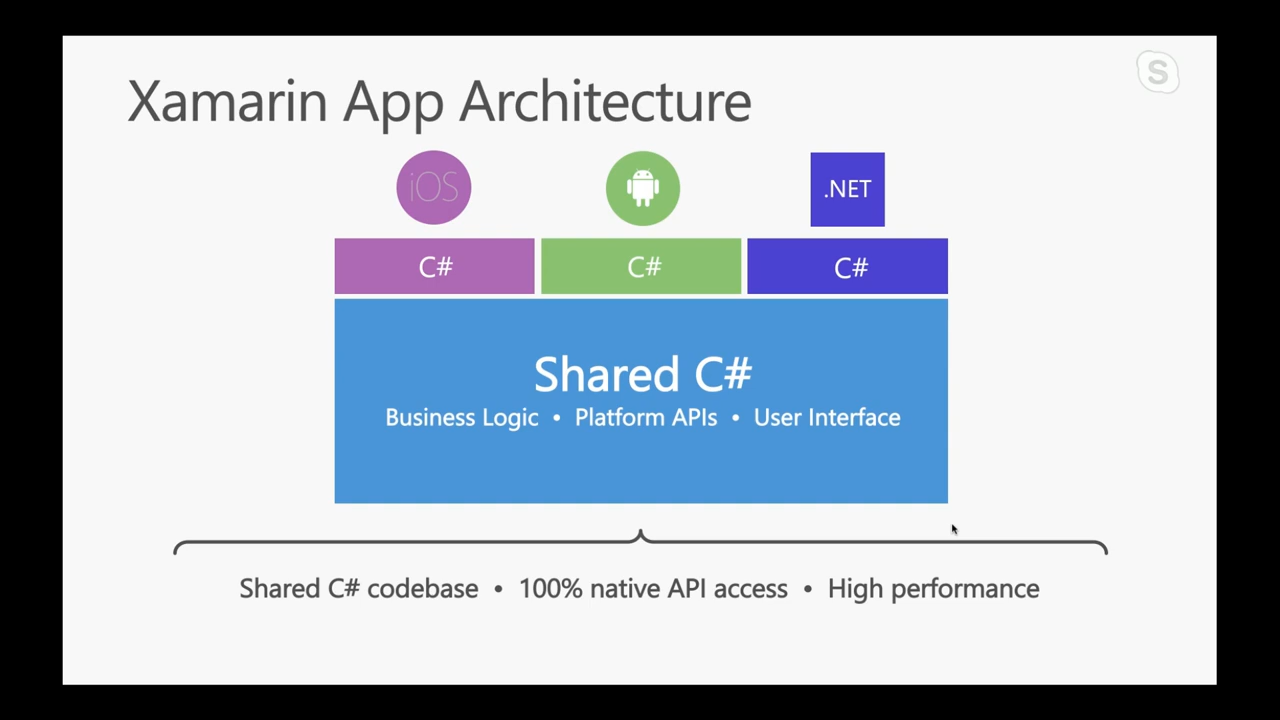 Xamarin App Architecture
S
iOS
.NET
C# C# C#
Shared C#
Business Logic • Platform APIs • User Interface
Shared C# codebase • 100% native API access • High performance